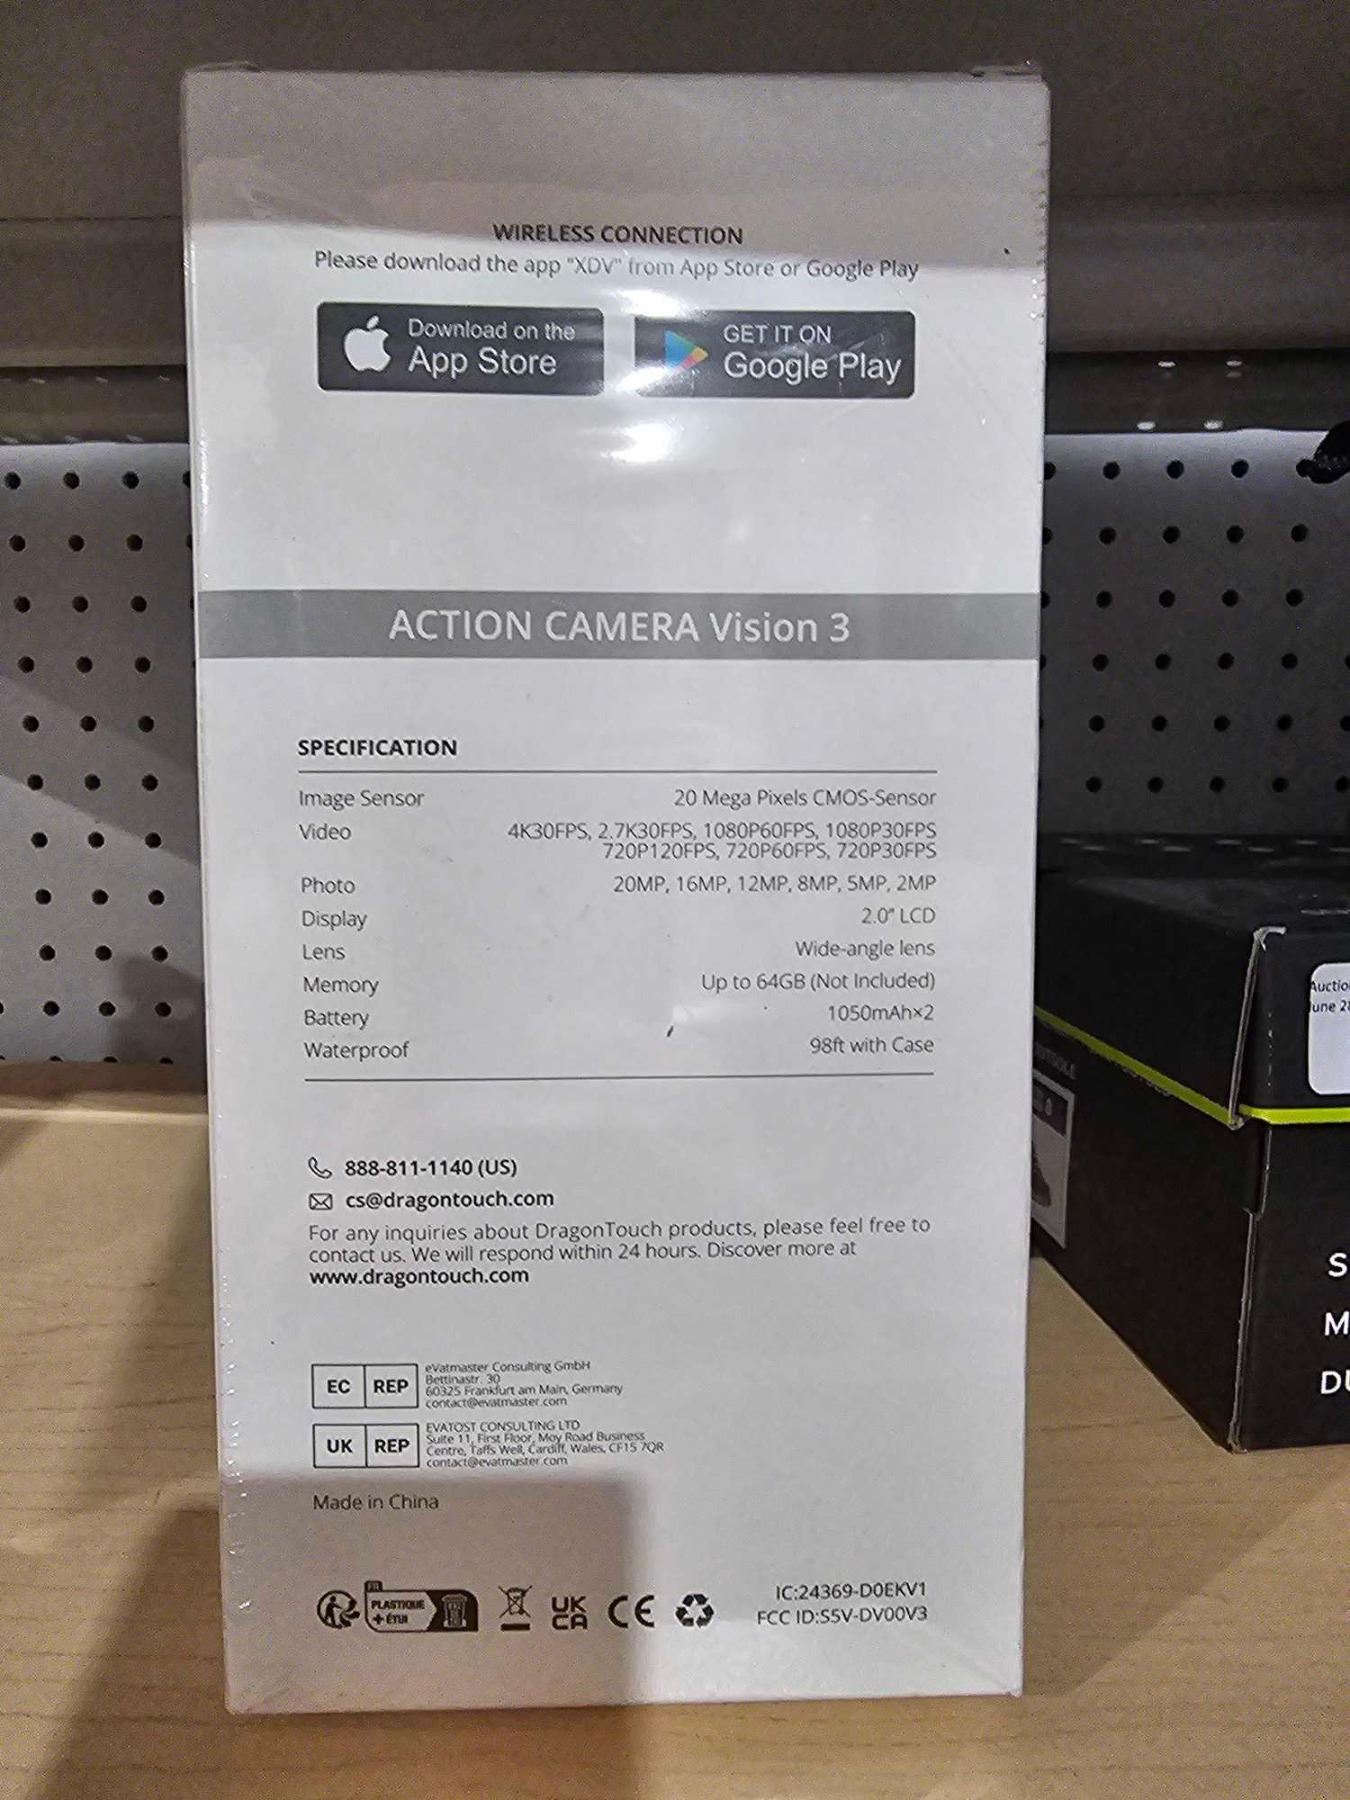 WIRELESS CONNECTION
Please download the app "XDV" from App Store or Google Play
Download on the
App Store
GET IT ON
Google Play
ACTION CAMERA Vision 3
SPECIFICATION
Image Sensor 20 Mega Pixels CMOS-Sensor
Video 4K30FPS, 2.7K30FPS, 1080P60FPS, 1080P30FPS
720P120FPS, 720P60FPS, 720P30FPS
Photo 20MP, 16MP, 12MP, 8MP, 5MP, 2MP
Display 2.0" LCD
Lens Wide-angle lens
Memory Up to 64GB (Not Included)
Battery 1050mAh×2
Waterproof 98ft with Case
888-811-1140 (US)
cs@dragontouch.com
For any inquiries about DragonTouch products, please feel free to
contact us. We will respond within 24 hours. Discover more at
www.dragontouch.com
EC REP
eVatmaster Consulting GmbH
Bettinastr. 30
60325 Frankfurt am Main, Germany
contact@evatmaster.com
UK REP
EVATOST CONSULTING LTD
Suite 11, First Floor, Moy Road Business
Centre, Taffs Well, Cardiff, Wales, CF15 7QR
contact@evatmaster.com
Made in China
FR
PLASTIQUE
+ ÉTUI
UK
CA
CE
IC:24369-D0EKV1
FCC ID:S5V-DV00V3
S
M